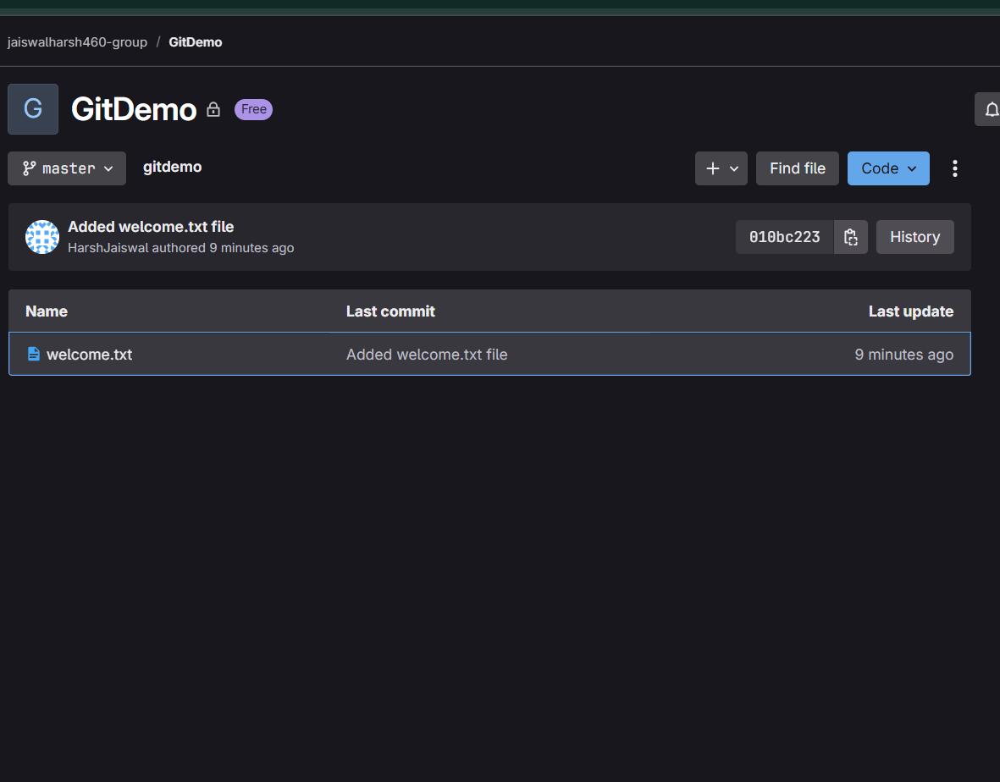 jaiswalharsh460-group / GitDemo
G GitDemo Free
master gitdemo Find file Code
Added welcome.txt file
HarshJaiswal authored 9 minutes ago
010bc223 History
Name Last commit Last update
welcome.txt Added welcome.txt file 9 minutes ago